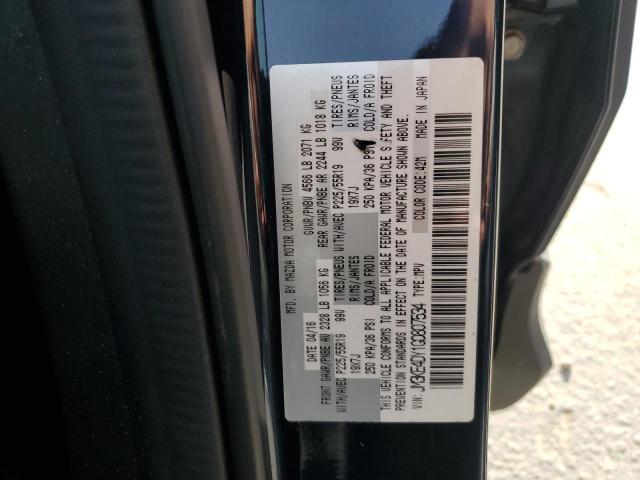 MFD. BY MAZDA MOTOR CORPORATION
DATE 04/16 GVWR/PNBV 4566 LB 2071 KG
FRONT GAWR/PNBE AV 2328 LB 1056 KG REAR GAWR/PNBE AR 2244 LB 1018 KG
WITH/AVEC P225/55R19 99V TIRES/PNEUS WITH/AVEC P225/55R19 99V TIRES/PNEUS
19X7J RIMS/JANTES 19X7J RIMS/JANTES
250 KPA/36 PSI COLD/A FROID 250 KPA/36 PSI COLD/A FROID
THIS VEHICLE CONFORMS TO ALL APPLICABLE FEDERAL MOTOR VEHICLE SAFETY AND THEFT
PREVENTION STANDARDS IN EFFECT ON THE DATE OF MANUFACTURE SHOWN ABOVE.
VIN: JM3KE4DY1G0807534 TYPE:MPV COLOR CODE:42M MADE IN JAPAN